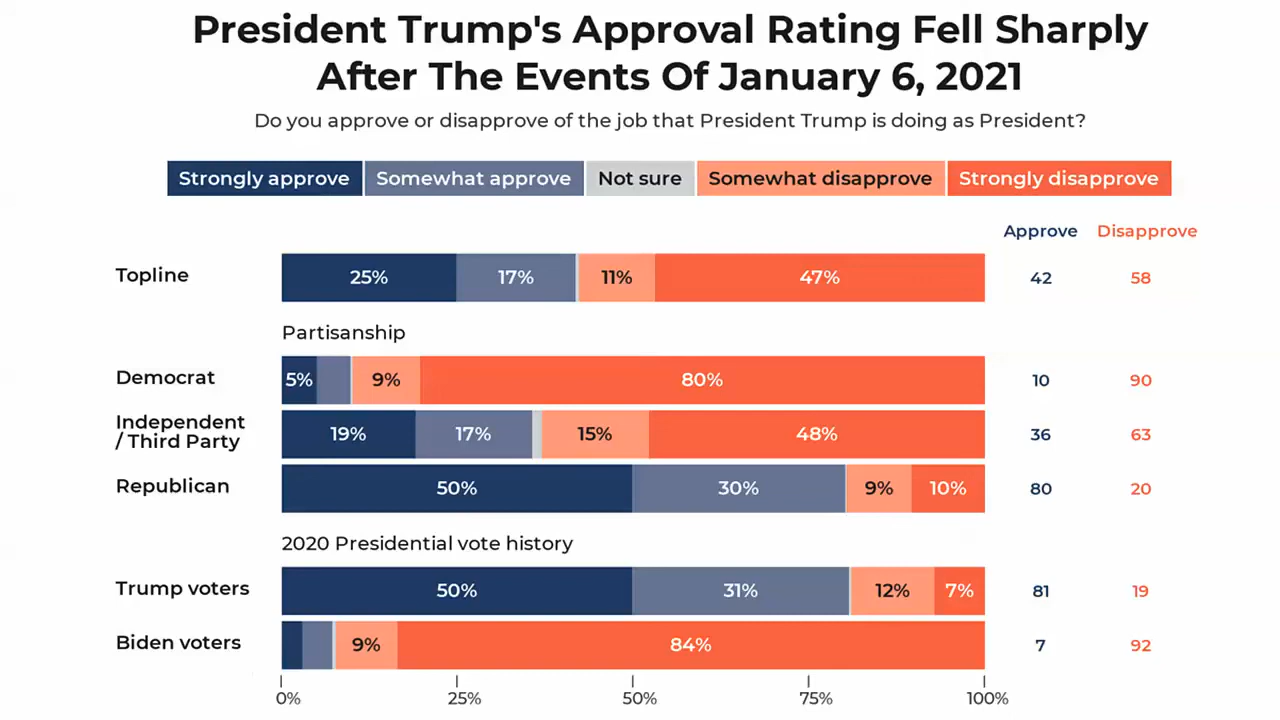 President Trump's Approval Rating Fell Sharply
After The Events Of January 6, 2021
Do you approve or disapprove of the job that President Trump is doing as President?
Strongly approve Somewhat approve Not sure Somewhat disapprove Strongly disapprove
Approve Disapprove
Topline 25% 17% 11% 47% 42 58
Partisanship
Democrat 5% 9% 80% 10 90
Independent
/ Third Party 19% 17% 15% 48% 36 63
Republican 50% 30% 9% 10% 80 20
2020 Presidential vote history
Trump voters 50% 31% 12% 7% 81 19
Biden voters 9% 84% 7 92
0% 25% 50% 75% 100%